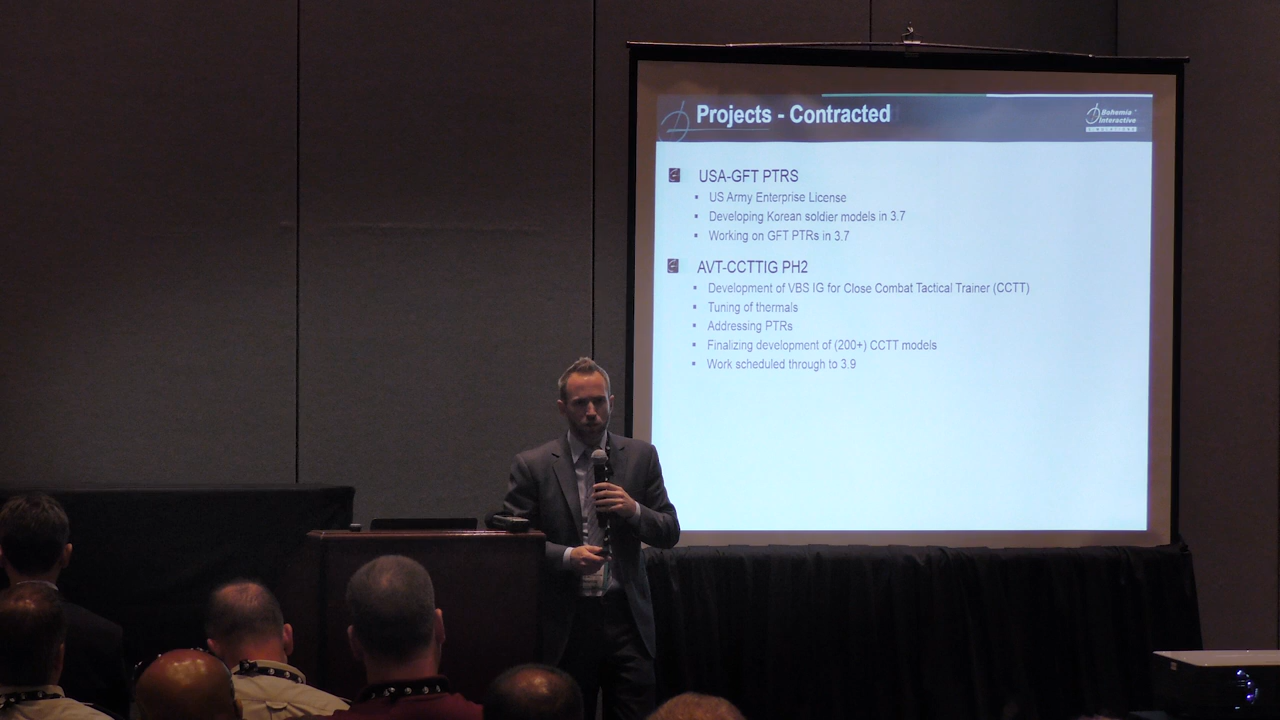 Projects - Contracted
Bohemia
Interactive
SIMULATIONS
USA-GFT PTRS
US Army Enterprise License
Developing Korean soldier models in 3.7
Working on GFT PTRs in 3.7
AVT-CCTTIG PH2
Development of VBS IG for Close Combat Tactical Trainer (CCTT)
Tuning of thermals
Addressing PTRs
Finalizing development of (200+) CCTT models
Work scheduled through to 3.9